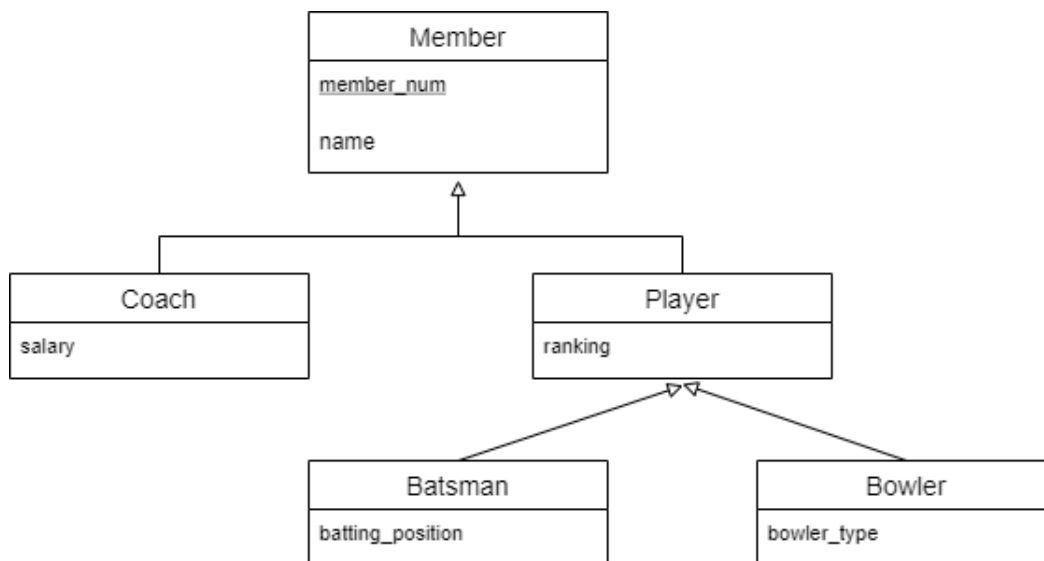 Member
member_num
name
Coach
salary
Player
ranking
Batsman
batting_position
Bowler
bowler_type